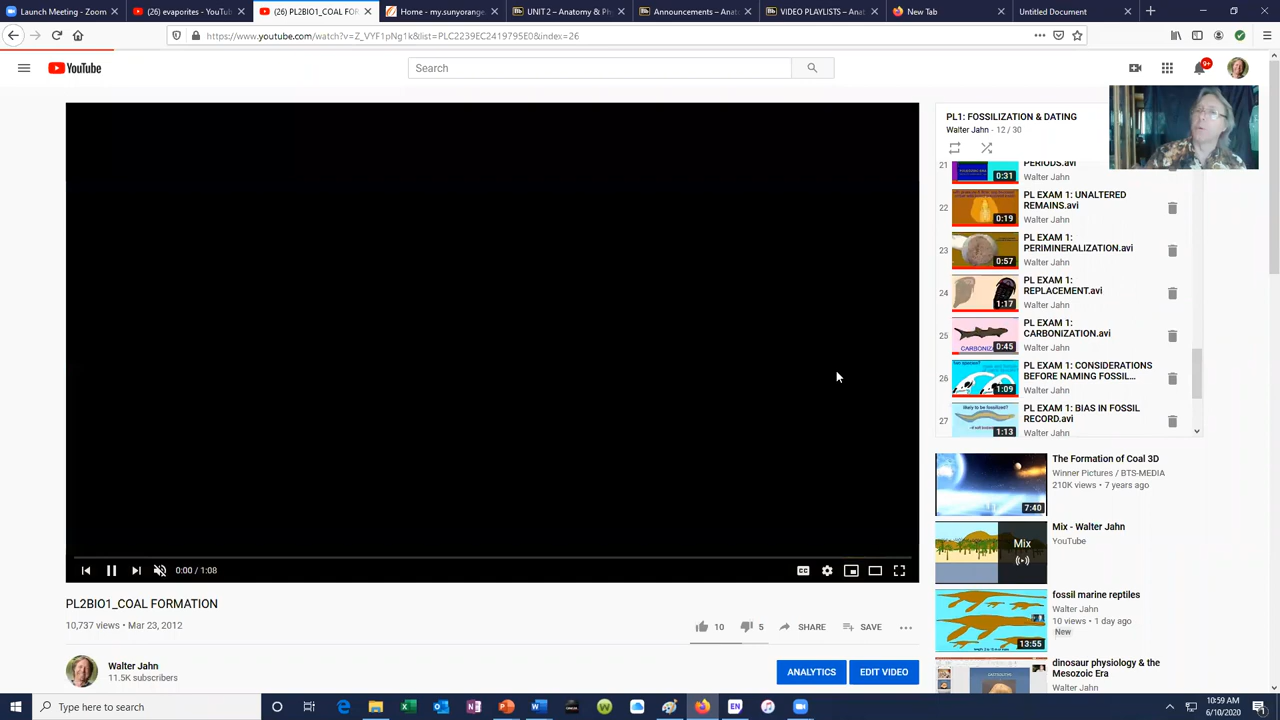 Launch Meeting - Zoom
(26) evaporites - YouTube
(26) PL2BIO1_COAL FORM
Home - mysunyorange
UNIT 2 – Anatomy & Ph
Announcements – Anat
VIDEO PLAYLISTS – Anat
New Tab
Untitled Document
https://www.youtube.com/watch?v=Z_VYF1pNg1k&list=PLC2239EC2419795E0&index=26
YouTube
Search
9+
PL1: FOSSILIZATION & DATING
Walter Jahn - 12 / 30
21
PERIODS.avi
Walter Jahn
0:31
22
PL EXAM 1: UNALTERED
REMAINS.avi
Walter Jahn
0:19
23
PL EXAM 1:
PERIMINERALIZATION.avi
Walter Jahn
0:57
24
PL EXAM 1:
REPLACEMENT.avi
Walter Jahn
1:17
25
PL EXAM 1:
CARBONIZATION.avi
Walter Jahn
0:45
26
PL EXAM 1: CONSIDERATIONS
BEFORE NAMING FOSSIL...
Walter Jahn
1:09
27
PL EXAM 1: BIAS IN FOSSIL
RECORD.avi
Walter Jahn
likely to be fossilized?
1:13
The Formation of Coal 3D
Winner Pictures / BTS-MEDIA
210K views • 7 years ago
7:40
Mix - Walter Jahn
YouTube
Mix
fossil marine reptiles
Walter Jahn
10 views • 1 day ago
New
13:55
dinosaur physiology & the
Mesozoic Era
Walter Jahn
0:00 / 1:08
CC
PL2BIO1_COAL FORMATION
10,737 views • Mar 23, 2012
10
5
SHARE
SAVE
Walter Jahn
11.5K subscribers
ANALYTICS
EDIT VIDEO
Type here to search
10:59 AM
6/10/2020